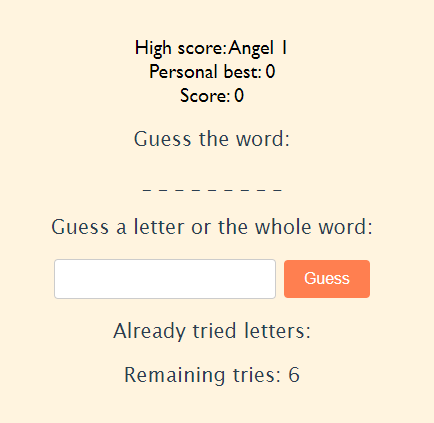 High score: Angel 1
Personal best: 0
Score: 0
Guess the word:
_ _ _ _ _ _ _ _ _
Guess a letter or the whole word:
Guess
Already tried letters:
Remaining tries: 6